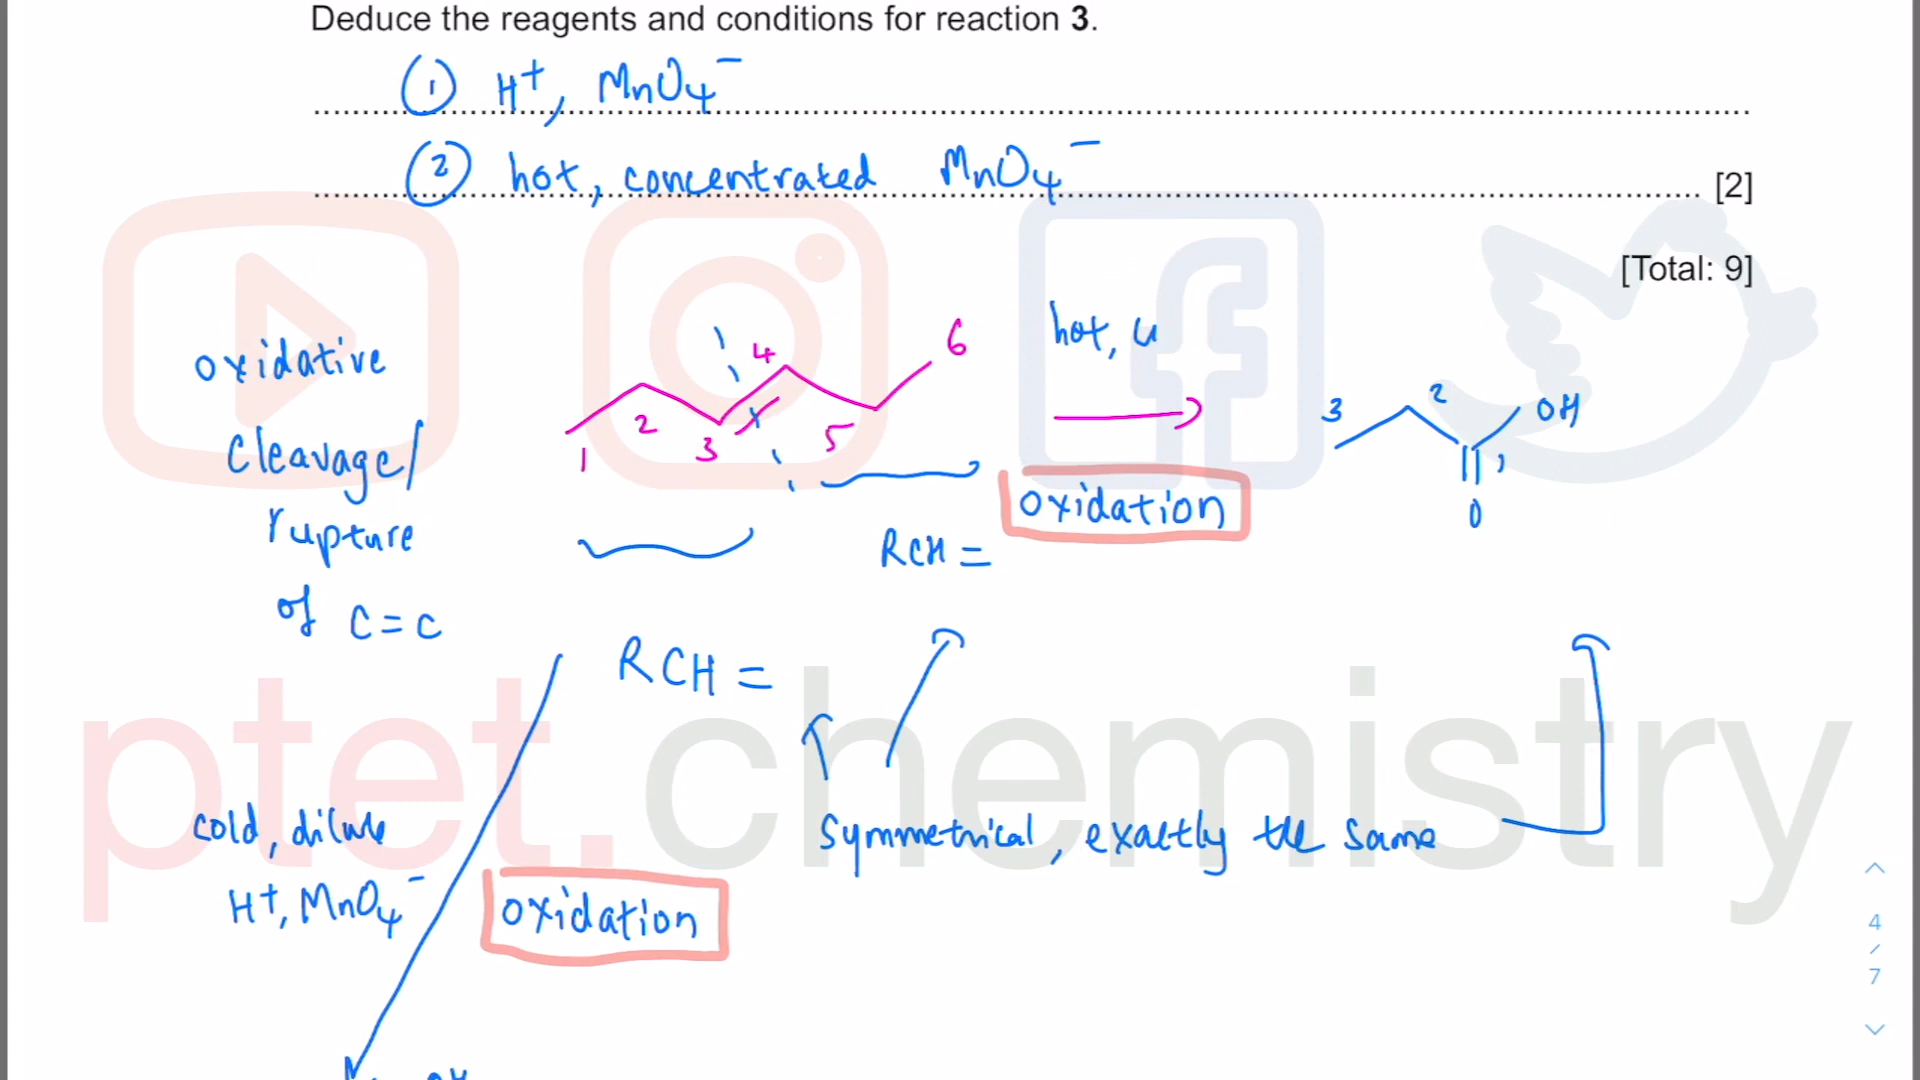 Deduce the reagents and conditions for reaction 3.
① H⁺, MnO₄⁻
② hot, concentrated MnO₄⁻ [2]
[Total: 9]
oxidative
cleavage/
rupture
of C=C
1 2 3 4 5 6
hot,
oxidation
3 2 1 OH
O
RCH =
RCH =
ptet.chemistry
cold, dilute
H⁺, MnO₄⁻
oxidation
symmetrical, exactly the same
4
/
7
OH